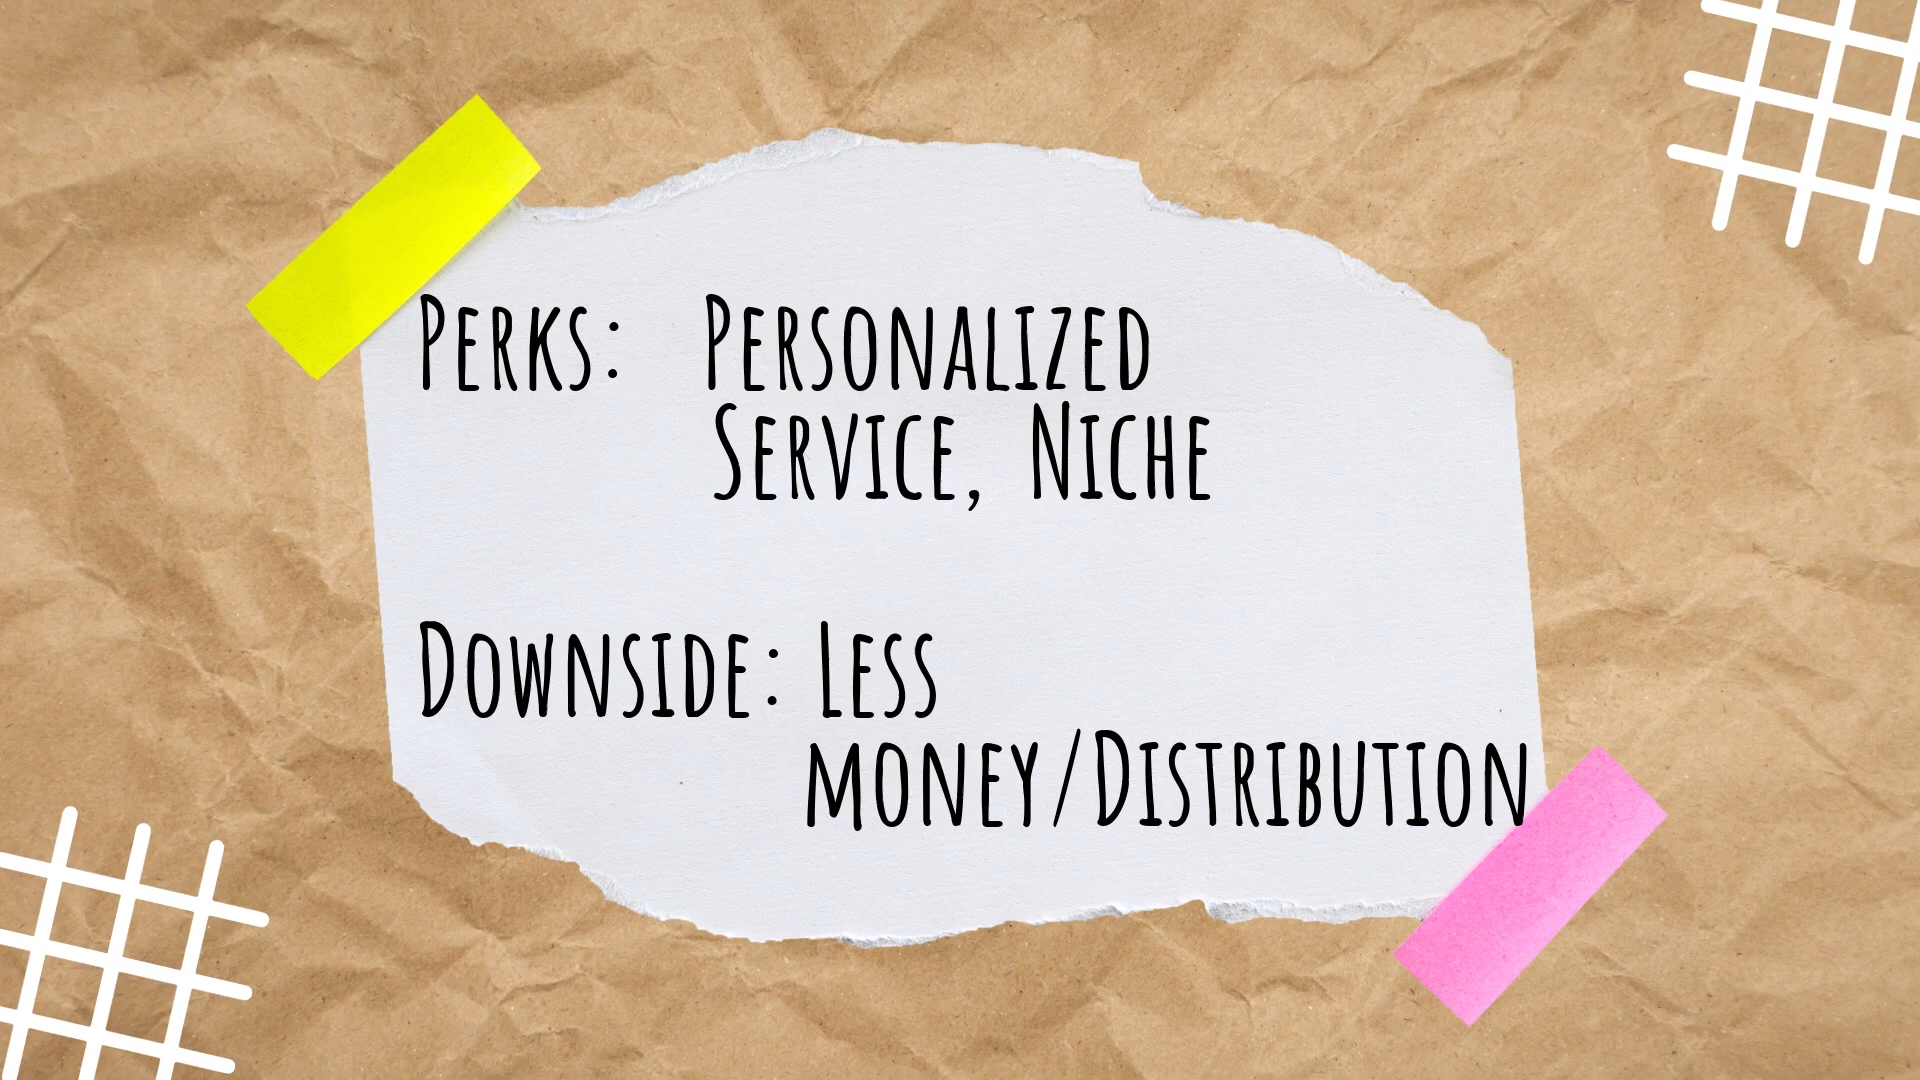 Perks: Personalized
Service, Niche
Downside: Less
money/Distribution